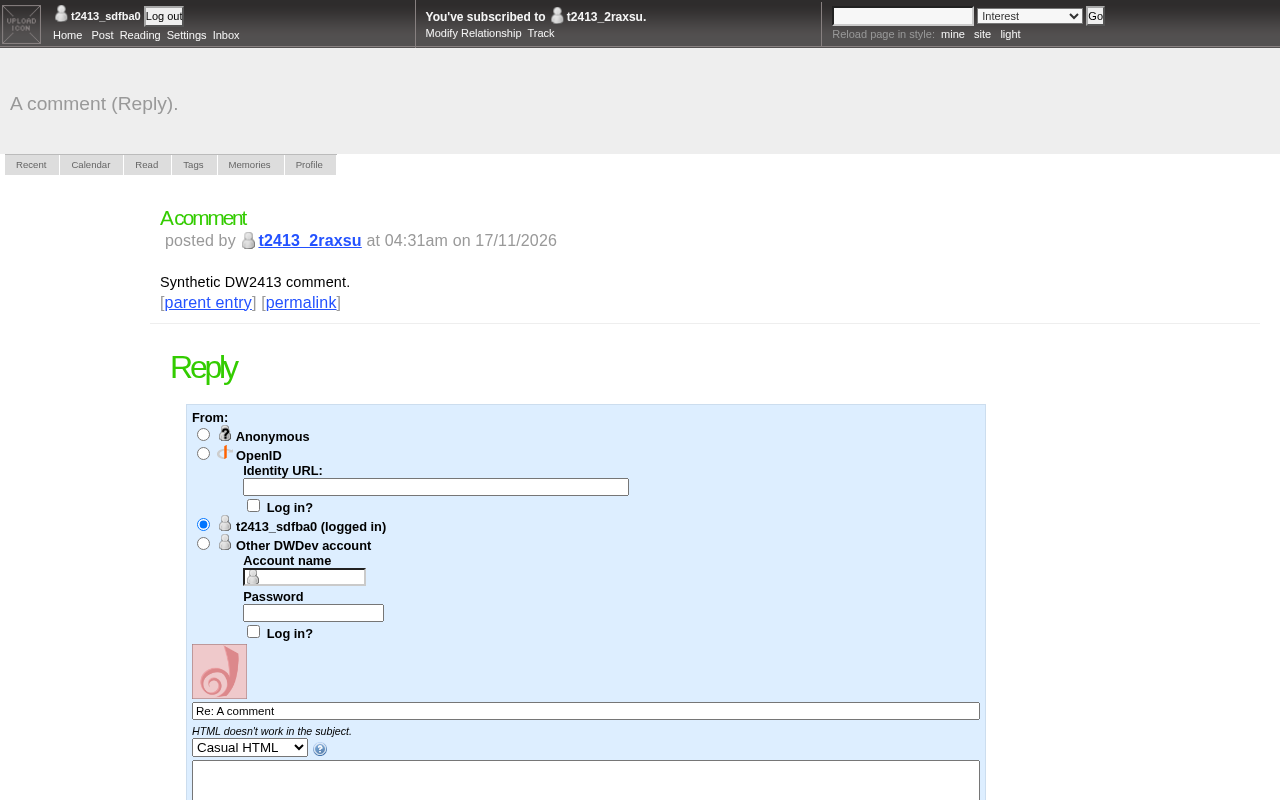 UPLOAD ICON
t2413_sdfba0 Log out
Home Post Reading Settings Inbox
You've subscribed to t2413_2raxsu.
Modify Relationship Track
Interest Go
Reload page in style: mine site light
A comment (Reply).
Recent Calendar Read Tags Memories Profile
A comment
posted by t2413_2raxsu at 04:31am on 17/11/2026
Synthetic DW2413 comment.
[parent entry] [permalink]
Reply
From:
? Anonymous
OpenID
Identity URL:
Log in?
t2413_sdfba0 (logged in)
Other DWDev account
Account name
Password
Log in?
Re: A comment
HTML doesn't work in the subject.
Casual HTML ?